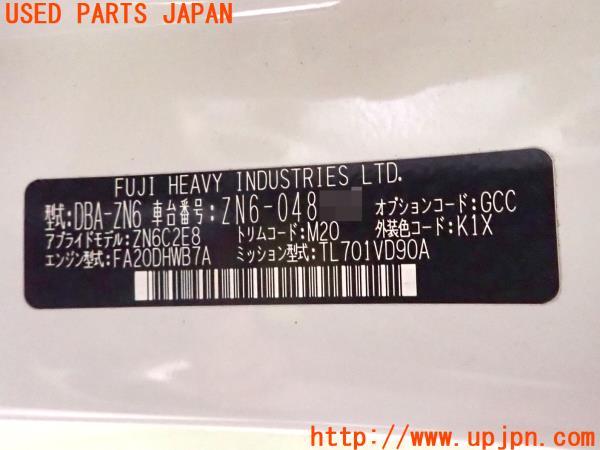 USED PARTS JAPAN
FUJI HEAVY INDUSTRIES LTD.
型式:DBA-ZN6 車台番号:ZN6-048 オプションコード:GCC
アプライドモデル:ZN6C2E8 トリムコード:M20 外装色コード:K1X
エンジン型式:FA20DHWB7A ミッション型式:TL701VD90A
http://www.upjpn.com/